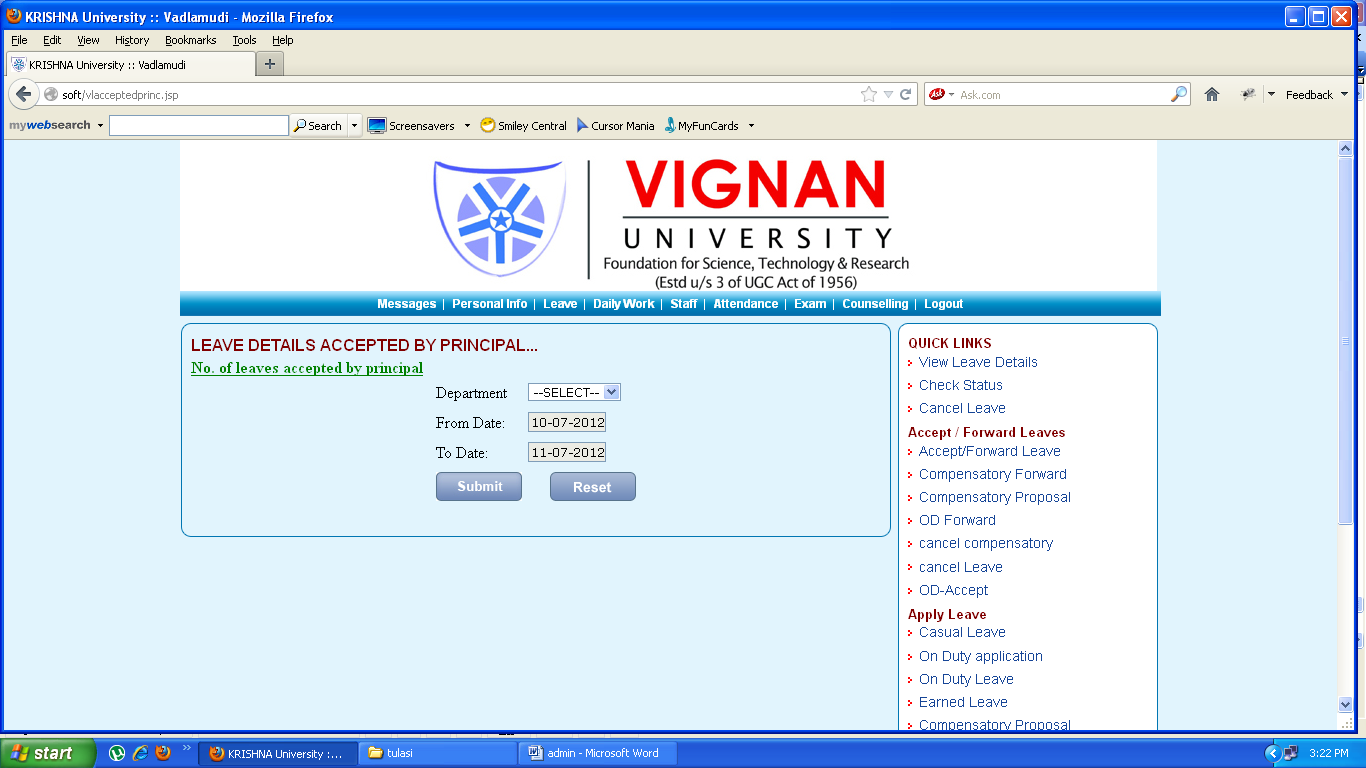 KRISHNA University :: Vadlamudi - Mozilla Firefox
File Edit View History Bookmarks Tools Help
KRISHNA University :: Vadlamudi
soft/vlacceptedprinc.jsp
Ask Ask.com
Feedback
mywebsearch Search Screensavers Smiley Central Cursor Mania MyFunCards
VIGNAN
UNIVERSITY
Foundation for Science, Technology & Research
(Estd u/s 3 of UGC Act of 1956)
Messages | Personal Info | Leave | Daily Work | Staff | Attendance | Exam | Counselling | Logout
LEAVE DETAILS ACCEPTED BY PRINCIPAL...
No. of leaves accepted by principal
Department --SELECT--
From Date: 10-07-2012
To Date: 11-07-2012
Submit Reset
QUICK LINKS
View Leave Details
Check Status
Cancel Leave
Accept / Forward Leaves
Accept/Forward Leave
Compensatory Forward
Compensatory Proposal
OD Forward
cancel compensatory
cancel Leave
OD-Accept
Apply Leave
Casual Leave
On Duty application
On Duty Leave
Earned Leave
Compensatory Proposal
start
KRISHNA University :...
tulasi
admin - Microsoft Word
3:22 PM